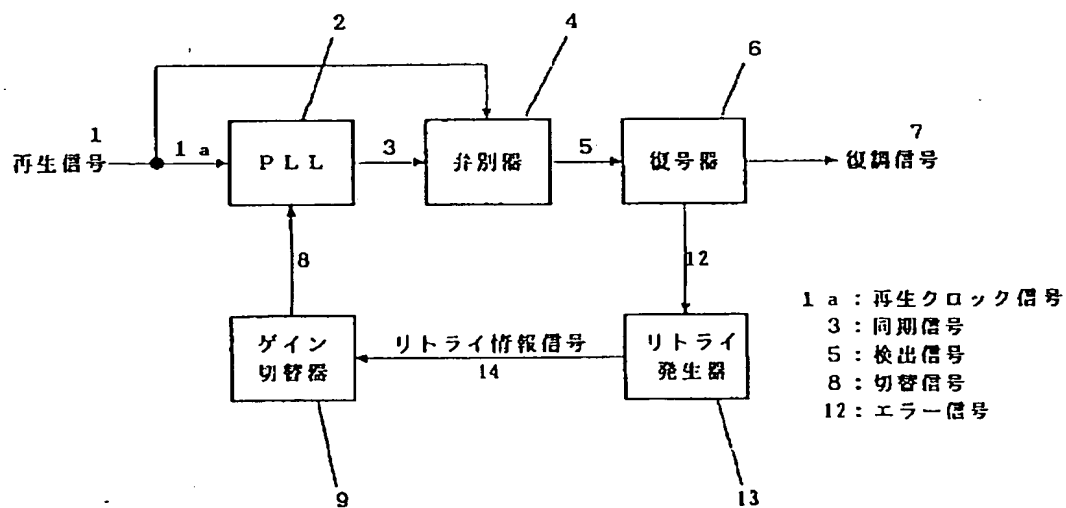 2
4
6
1
再生信号
1 a
PLL
3
弁別器
5
復号器
7
復調信号
8
12
ゲイン
切替器
リトライ情報信号
14
リトライ
発生器
1 a : 再生クロック信号
3 : 同期信号
5 : 検出信号
8 : 切替信号
12 : エラー信号
9
13